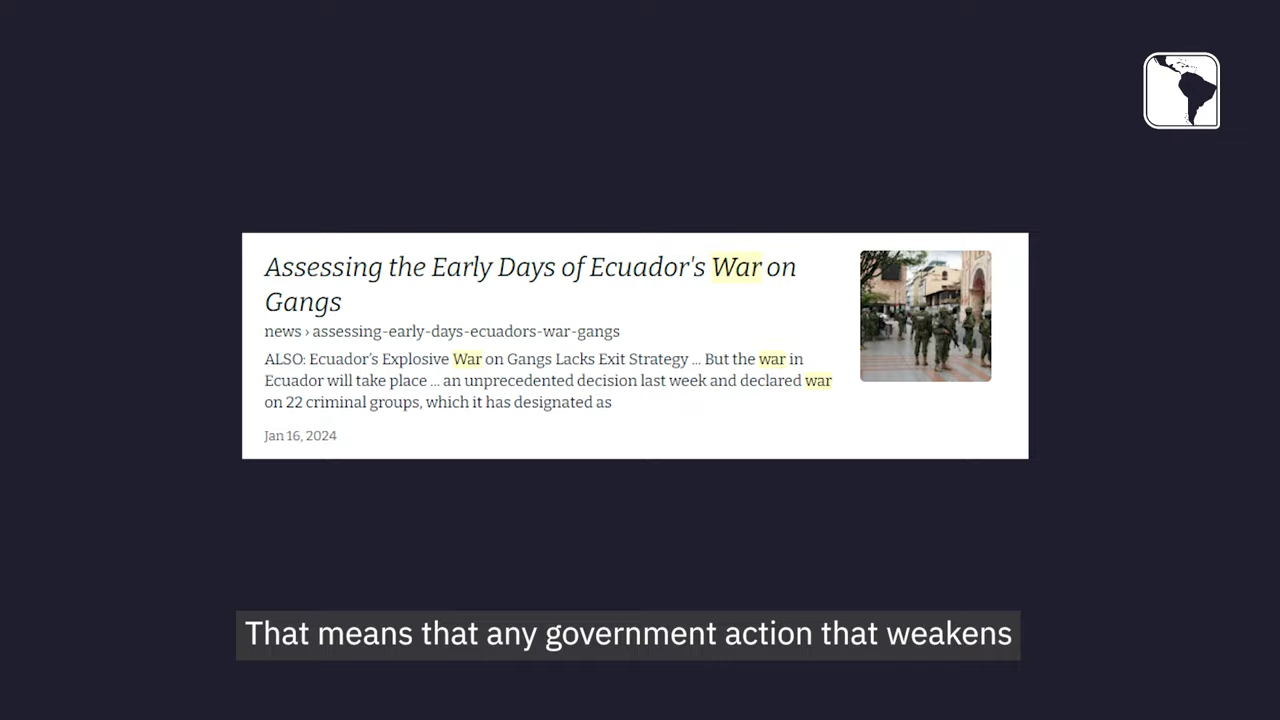 Assessing the Early Days of Ecuador's War on
Gangs
news › assessing-early-days-ecuadors-war-gangs
ALSO: Ecuador’s Explosive War on Gangs Lacks Exit Strategy ... But the war in
Ecuador will take place ... an unprecedented decision last week and declared war
on 22 criminal groups, which it has designated as
Jan 16, 2024
That means that any government action that weakens